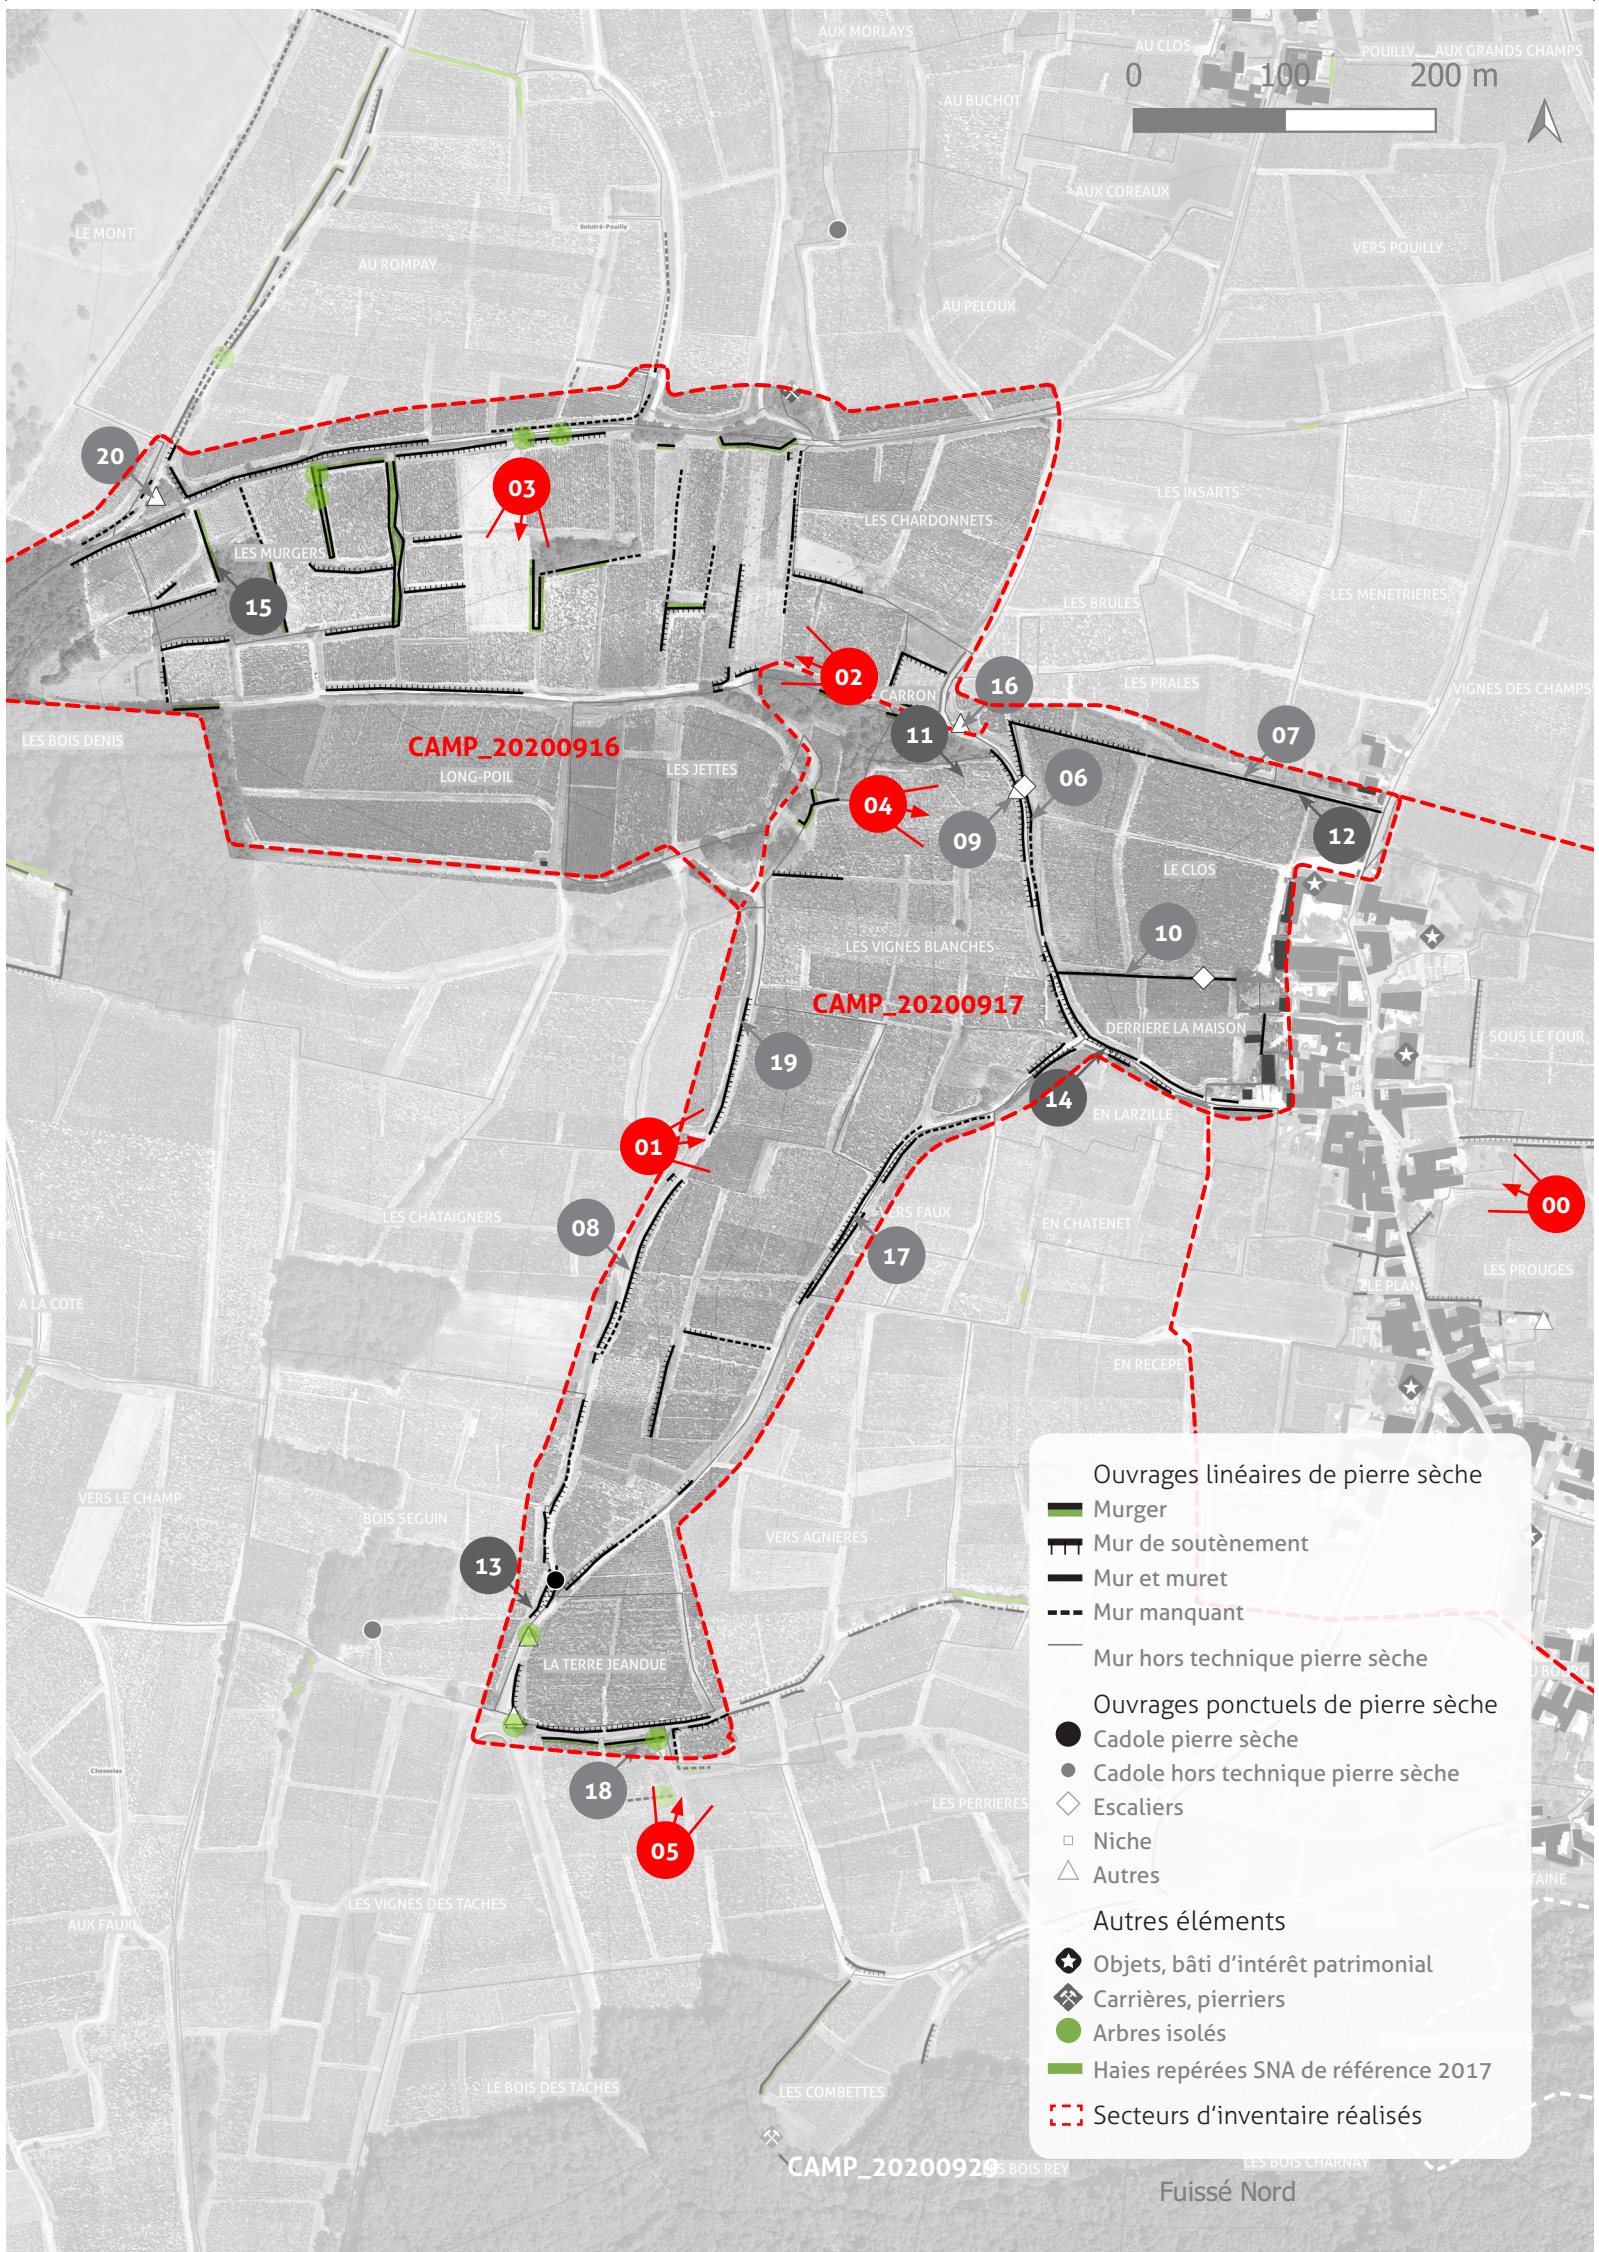 AUX MORLAYS
AU CLOS
POUILLY
AUX GRANDS CHAMPS
0 100 200 m
AU BUCHOT
AUX COREAUX
LE MONT
Solutré-Pouilly
AU ROMPAY
VERS POUILLY
AU PELOUX
20
03
LES CHARDONNETS
LES INSARTS
LES MURGERS
15
LES BRULES
LES MENETRIERES
02
CARRON
16
LES PRALES
VIGNES DES CHAMPS
LES BOIS DENIS
CAMP_20200916
LONG-POIL
LES JETTES
11
07
06
04
09
12
LE CLOS
10
LES VIGNES BLANCHES
CAMP_20200917
DERRIERE LA MAISON
SOUS LE FOUR
19
14
EN LARZILLE
01
00
LES CHATAIGNERS
08
VERS FAUX
EN CHATENET
17
LES PROUGES
LE PLAN
A LA COTE
EN RECEPE
VERS LE CHAMP
BOIS SEGUIN
VERS AGNIERES
13
LA TERRE JEANDUE
Chasselas
18
LES PERRIERES
05
LES VIGNES DES TACHES
AUX FAUX
LE BOIS DES TACHES
LES COMBETTES
CAMP_20200929
BOIS REY
LES BOIS CHARNAY
Ouvrages linéaires de pierre sèche
Murger
Mur de soutènement
Mur et muret
Mur manquant
Mur hors technique pierre sèche
Ouvrages ponctuels de pierre sèche
Cadole pierre sèche
Cadole hors technique pierre sèche
Escaliers
Niche
Autres
Autres éléments
Objets, bâti d'intérêt patrimonial
Carrières, pierriers
Arbres isolés
Haies repérées SNA de référence 2017
Secteurs d'inventaire réalisés
Fuissé Nord